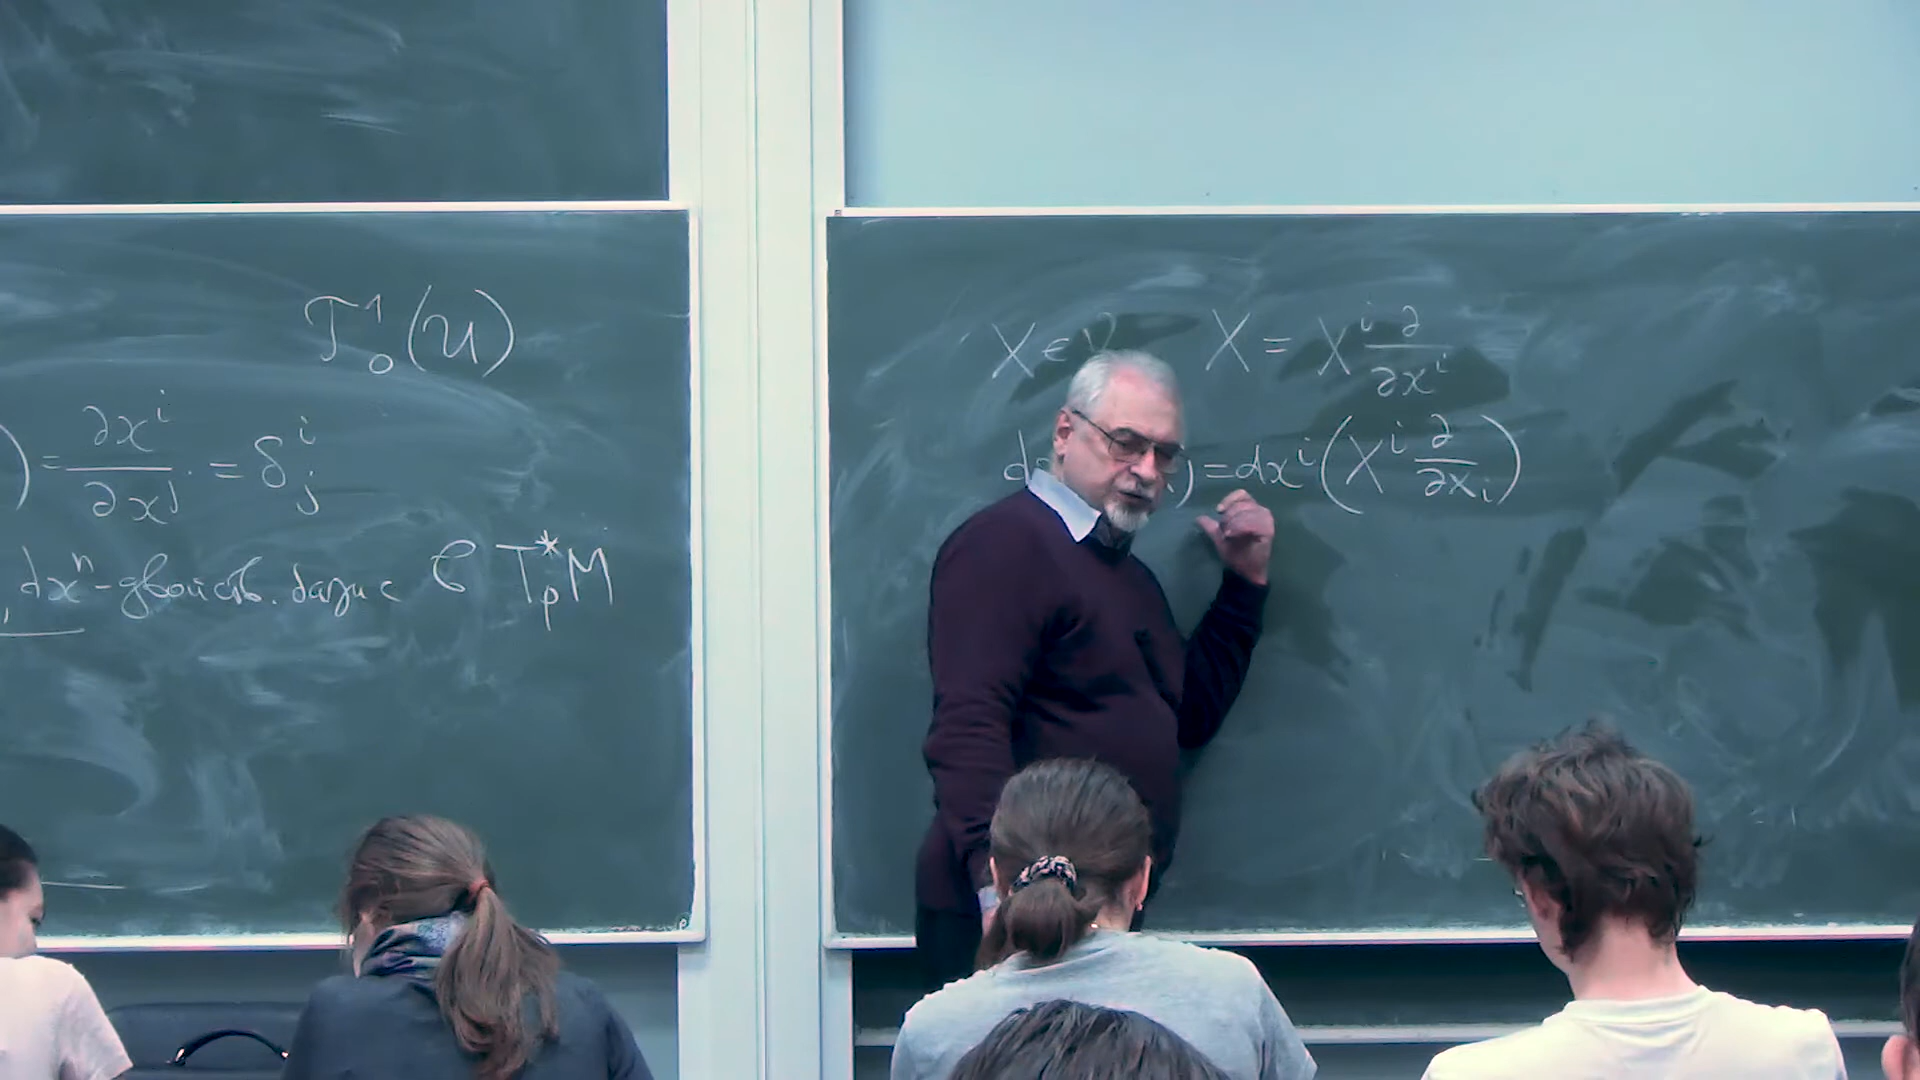 T¹₀(U)
) = ∂xⁱ/∂xʲ = δⁱⱼ
, dxⁿ - двойств. базис в T*ₚM
X ∈ X = Xⁱ ∂/∂xⁱ
d ) = dxⁱ(Xⁱ ∂/∂xᵢ)